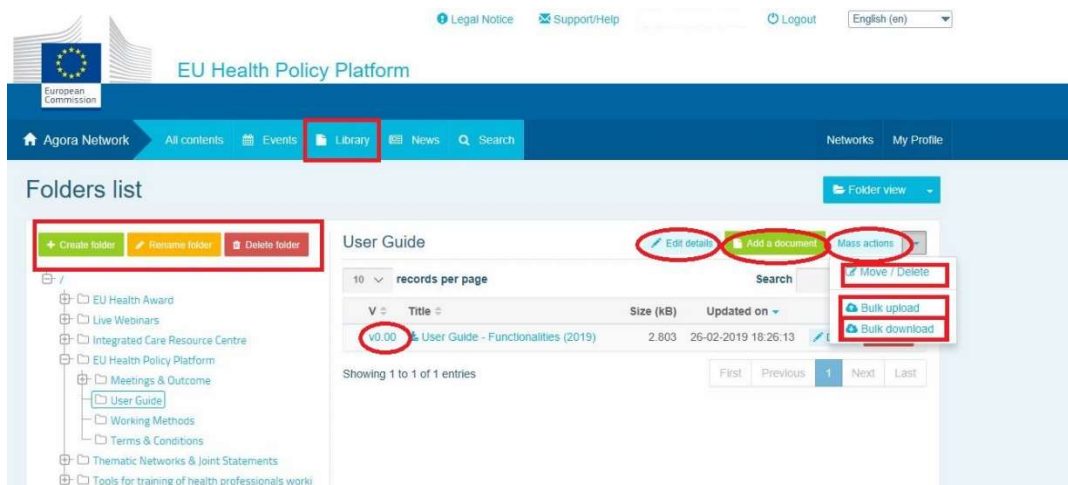 Legal Notice Support/Help Logout English (en)
European
Commission
EU Health Policy Platform
Agora Network All contents Events Library News Search Networks My Profile
Folders list Folder view
+ Create folder Rename folder Delete folder
/
EU Health Award
Live Webinars
Integrated Care Resource Centre
EU Health Policy Platform
Meetings & Outcome
User Guide
Working Methods
Terms & Conditions
Thematic Networks & Joint Statements
Tools for training of health professionals worki
User Guide Edit details Add a document Mass actions
Move / Delete
Bulk upload
Bulk download
10 records per page Search
V Title Size (kB) Updated on
v0.00 User Guide - Functionalities (2019) 2.803 26-02-2019 18:26:13
Showing 1 to 1 of 1 entries First Previous 1 Next Last